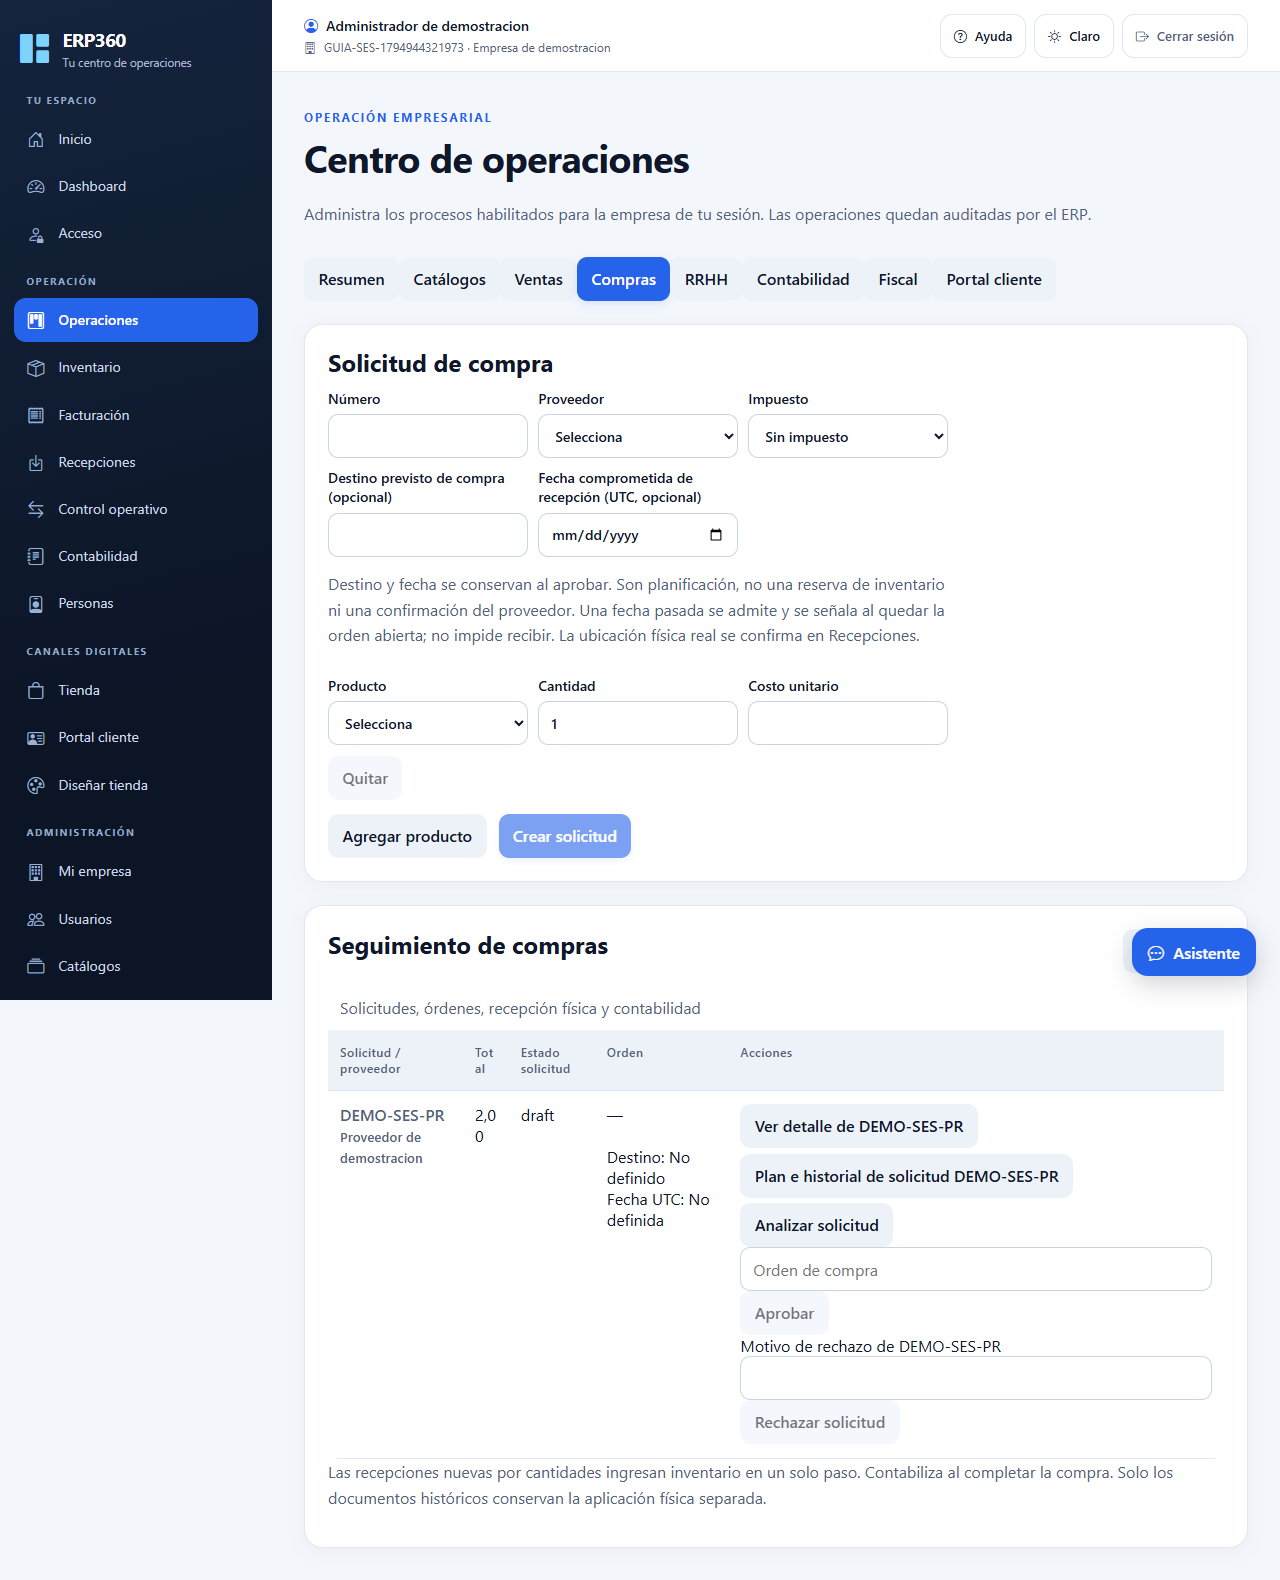 ERP360
Tu centro de operaciones
TU ESPACIO
Inicio
Dashboard
Acceso
OPERACIÓN
Operaciones
Inventario
Facturación
Recepciones
Control operativo
Contabilidad
Personas
CANALES DIGITALES
Tienda
Portal cliente
Diseñar tienda
ADMINISTRACIÓN
Mi empresa
Usuarios
Catálogos
Administrador de demostracion
GUIA-SES-1794944321973 · Empresa de demostracion
Ayuda
Claro
Cerrar sesión
OPERACIÓN EMPRESARIAL
Centro de operaciones
Administra los procesos habilitados para la empresa de tu sesión. Las operaciones quedan auditadas por el ERP.
Resumen
Catálogos
Ventas
Compras
RRHH
Contabilidad
Fiscal
Portal cliente
Solicitud de compra
Número
Proveedor
Impuesto
Selecciona
Sin impuesto
Destino previsto de compra
(opcional)
Fecha comprometida de
recepción (UTC, opcional)
mm/dd/yyyy
Destino y fecha se conservan al aprobar. Son planificación, no una reserva de inventario
ni una confirmación del proveedor. Una fecha pasada se admite y se señala al quedar la
orden abierta; no impide recibir. La ubicación física real se confirma en Recepciones.
Producto
Cantidad
Costo unitario
Selecciona
1
Quitar
Agregar producto
Crear solicitud
Seguimiento de compras
Asistente
Solicitudes, órdenes, recepción física y contabilidad
Solicitud /
proveedor
Tot
al
Estado
solicitud
Orden
Acciones
DEMO-SES-PR
Proveedor de
demostracion
2,0
0
draft
—
Destino: No
definido
Fecha UTC: No
definida
Ver detalle de DEMO-SES-PR
Plan e historial de solicitud DEMO-SES-PR
Analizar solicitud
Orden de compra
Aprobar
Motivo de rechazo de DEMO-SES-PR
Rechazar solicitud
Las recepciones nuevas por cantidades ingresan inventario en un solo paso. Contabiliza al completar la compra. Solo los
documentos históricos conservan la aplicación física separada.